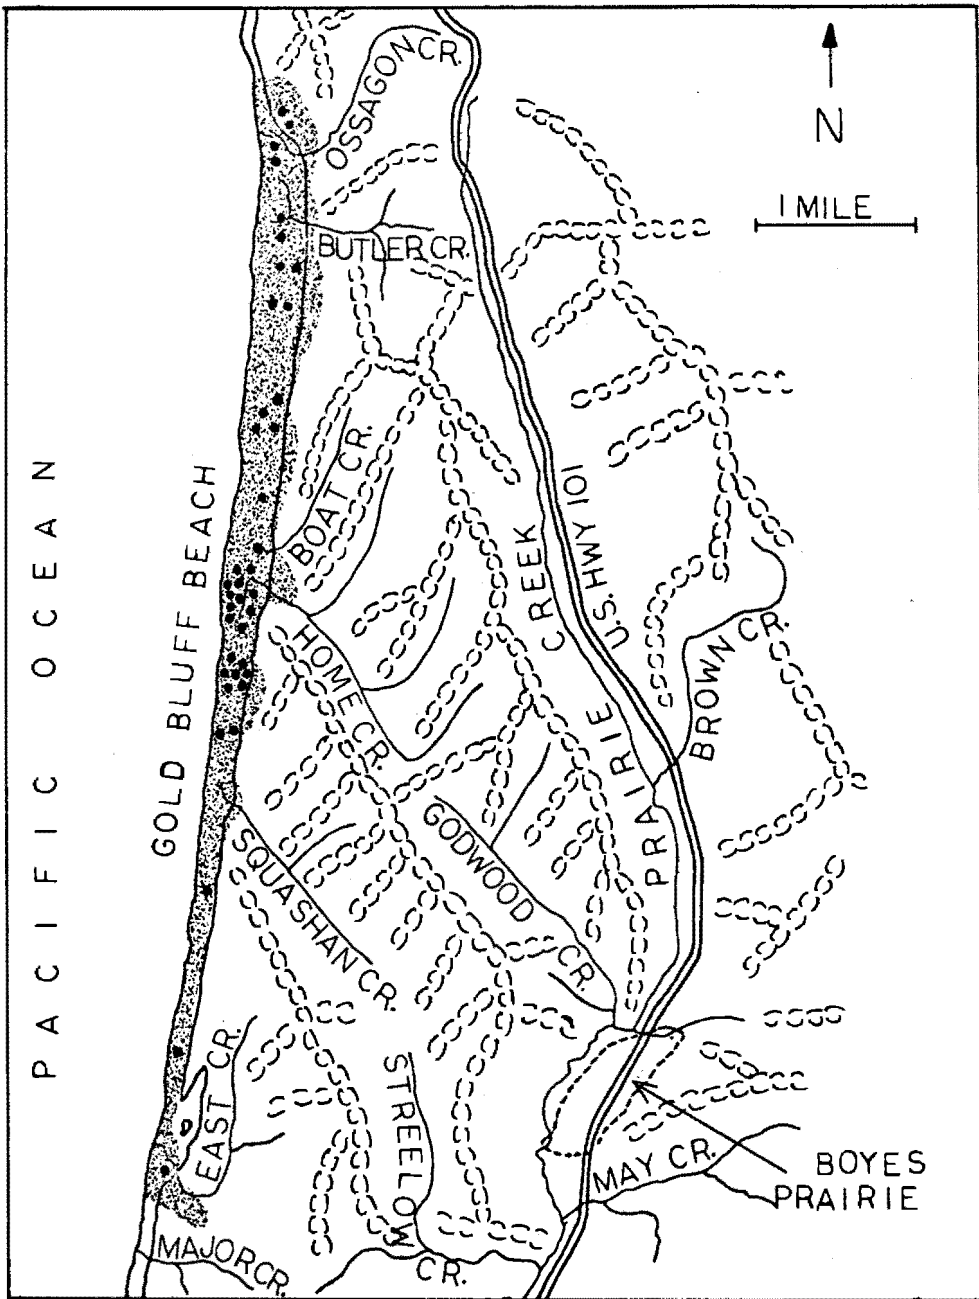 OSSAGON CR.
N
1 MILE
BUTLER CR.
BOAT CR.
PACIFIC OCEAN
GOLD BLUFF BEACH
U.S. HWY 101
PRAIRIE CREEK
BROWN CR.
HOME CR.
GODWOOD CR.
SQUASHAN CR.
EAST CR.
STREELOW CR.
MAY CR.
BOYES
PRAIRIE
MAJOR CR.